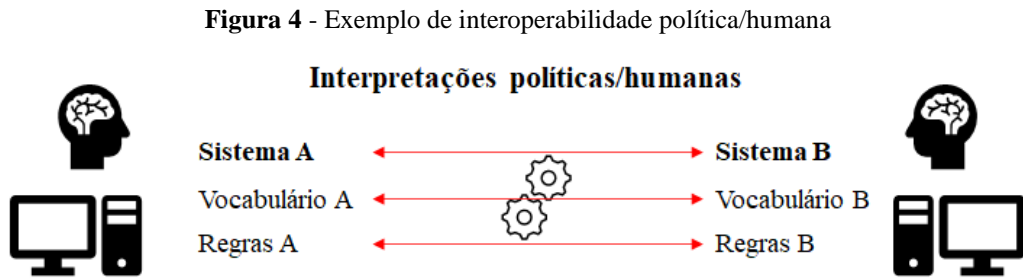 Figura 4 - Exemplo de interoperabilidade política/humana
Interpretações políticas/humanas
Sistema A Sistema B
Vocabulário A Vocabulário B
Regras A Regras B